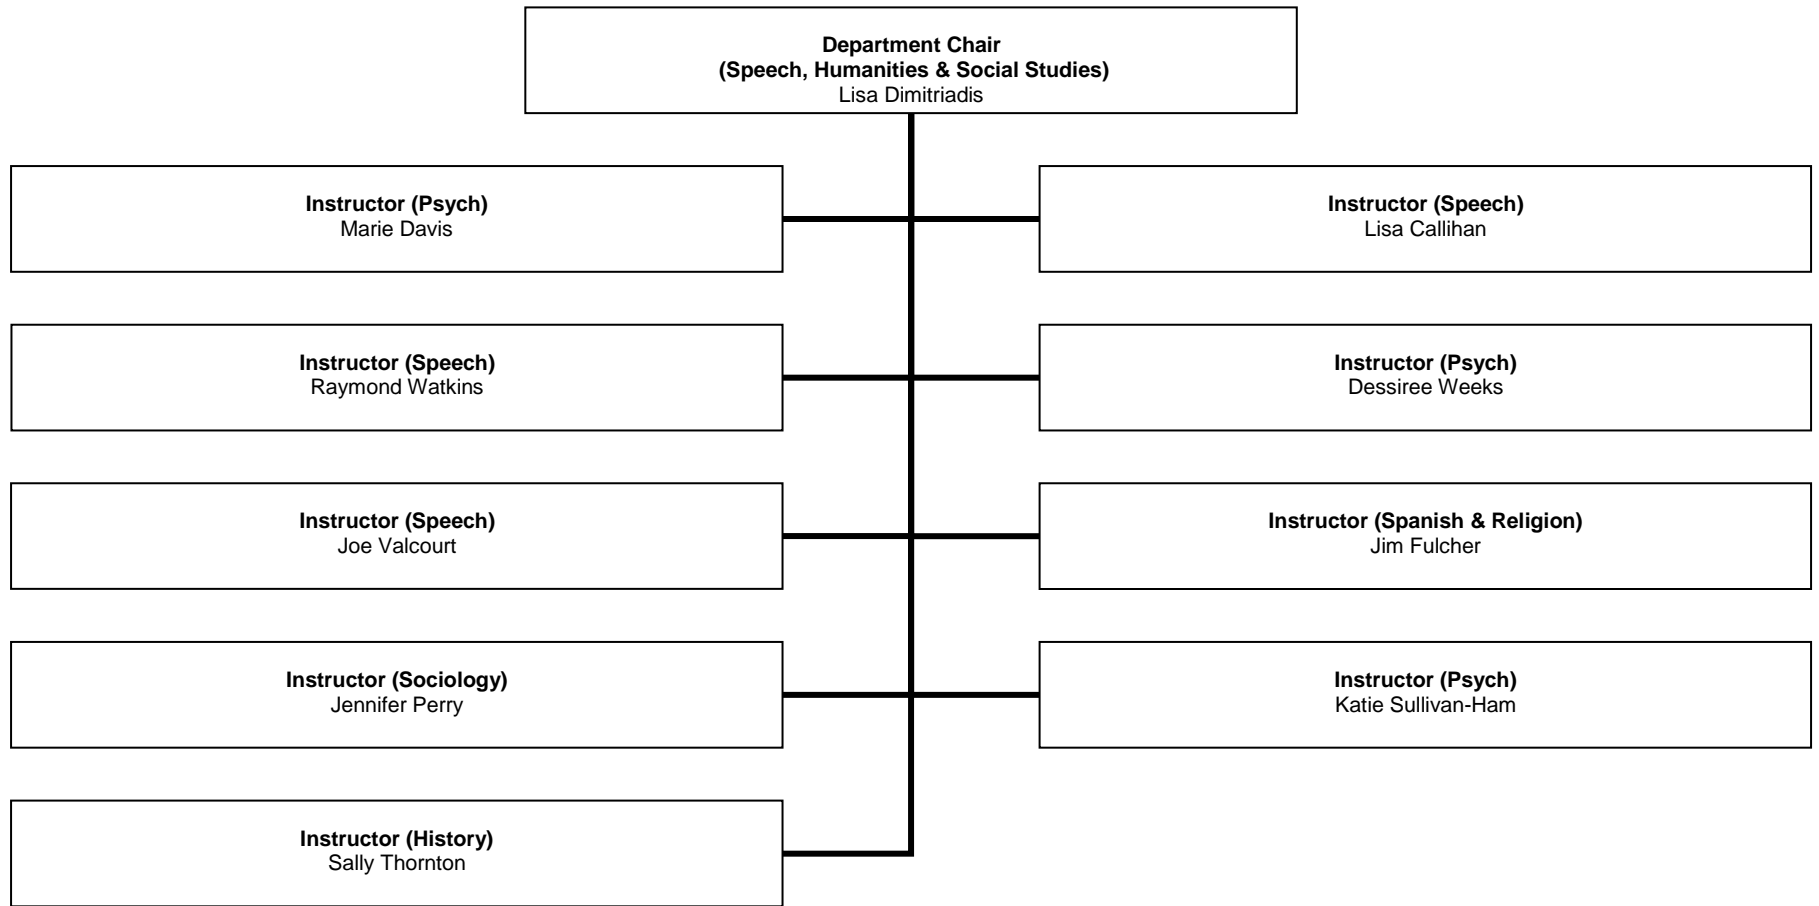 Department Chair
(Speech, Humanities & Social Studies)
Lisa Dimitriadis
Instructor (Psych)
Marie Davis
Instructor (Speech)
Lisa Callihan
Instructor (Speech)
Raymond Watkins
Instructor (Psych)
Dessiree Weeks
Instructor (Speech)
Joe Valcourt
Instructor (Spanish & Religion)
Jim Fulcher
Instructor (Sociology)
Jennifer Perry
Instructor (Psych)
Katie Sullivan-Ham
Instructor (History)
Sally Thornton